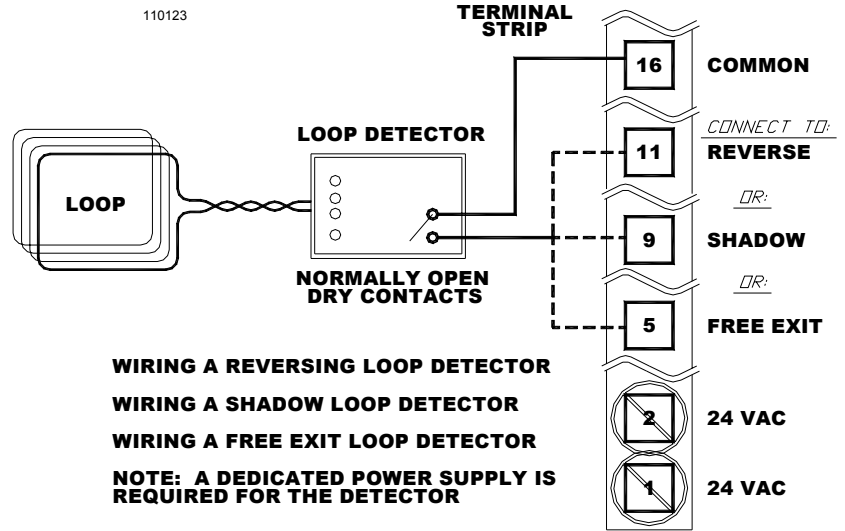 110123
TERMINAL
STRIP
16
COMMON
CONNECT TO:
11
REVERSE
LOOP DETECTOR
LOOP
OR:
9
SHADOW
NORMALLY OPEN
DRY CONTACTS
OR:
5
FREE EXIT
WIRING A REVERSING LOOP DETECTOR
WIRING A SHADOW LOOP DETECTOR
2
24 VAC
WIRING A FREE EXIT LOOP DETECTOR
NOTE: A DEDICATED POWER SUPPLY IS
REQUIRED FOR THE DETECTOR
1
24 VAC